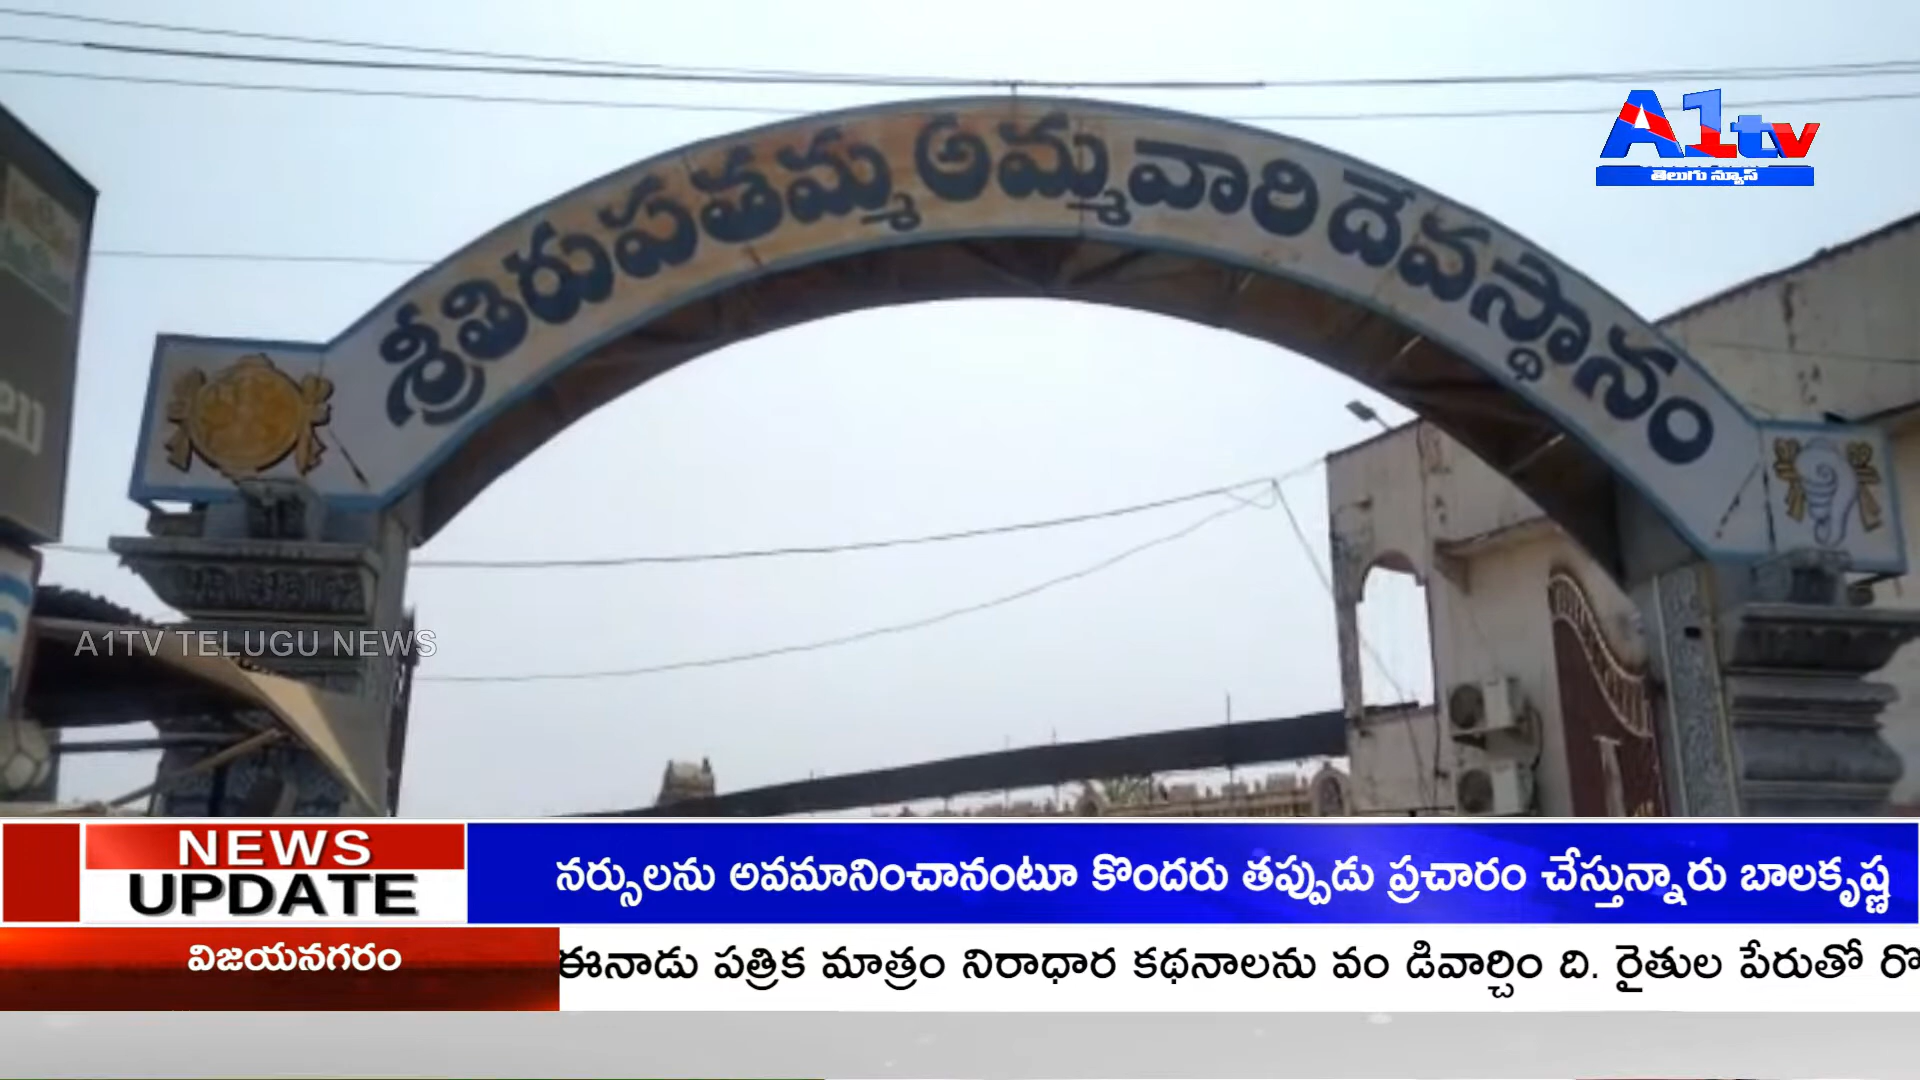 శ్రీ తిరుపతమ్మ అమ్మవారి దేవస్థానం
A1tv
తెలుగు న్యూస్
A1TV TELUGU NEWS
NEWS
UPDATE
నర్సులను అవమానించానంటూ కొందరు తప్పుడు ప్రచారం చేస్తున్నారు బాలకృష్ణ
విజయనగరం
ఈనాడు పత్రిక మాత్రం నిరాధార కథనాలను వం డివార్చిం ది. రైతుల పేరుతో రొ